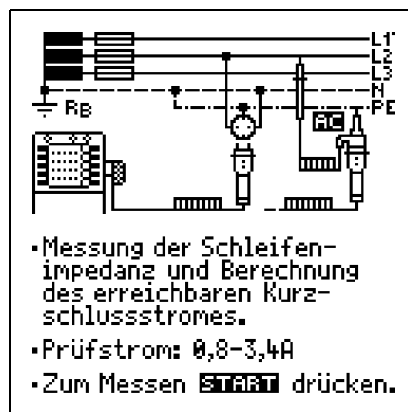 L1
L2
L3
N
PE
RB
AC
▪Messung der Schleifen-
impedanz und Berechnung
des erreichbaren Kurz-
schlussstromes.
▪Prüfstrom: 0,8-3,4A
▪Zum Messen START drücken.